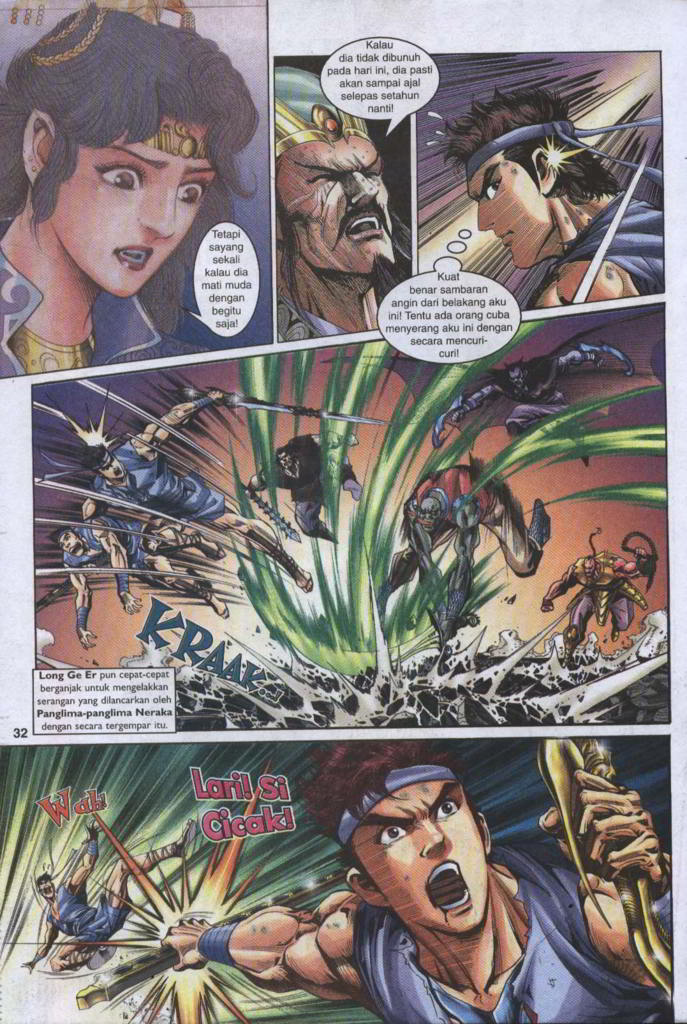 Kalau
dia tidak dibunuh
pada hari ini, dia pasti
akan sampai ajal
selepas setahun
nanti!
Tetapi
sayang
sekali
kalau dia
mati muda
dengan
begitu
saja!
Kuat
benar sambaran
angin dari belakang aku
ini! Tentu ada orang cuba
menyerang aku ini dengan
secara mencuri-
curi!
KRAAK..
Long Ge Er pun cepat-cepat
berganjak untuk mengelakkan
serangan yang dilancarkan oleh
Panglima-panglima Neraka
dengan secara tergempar itu.
32
Wah!
Lari! Si
Cicak!